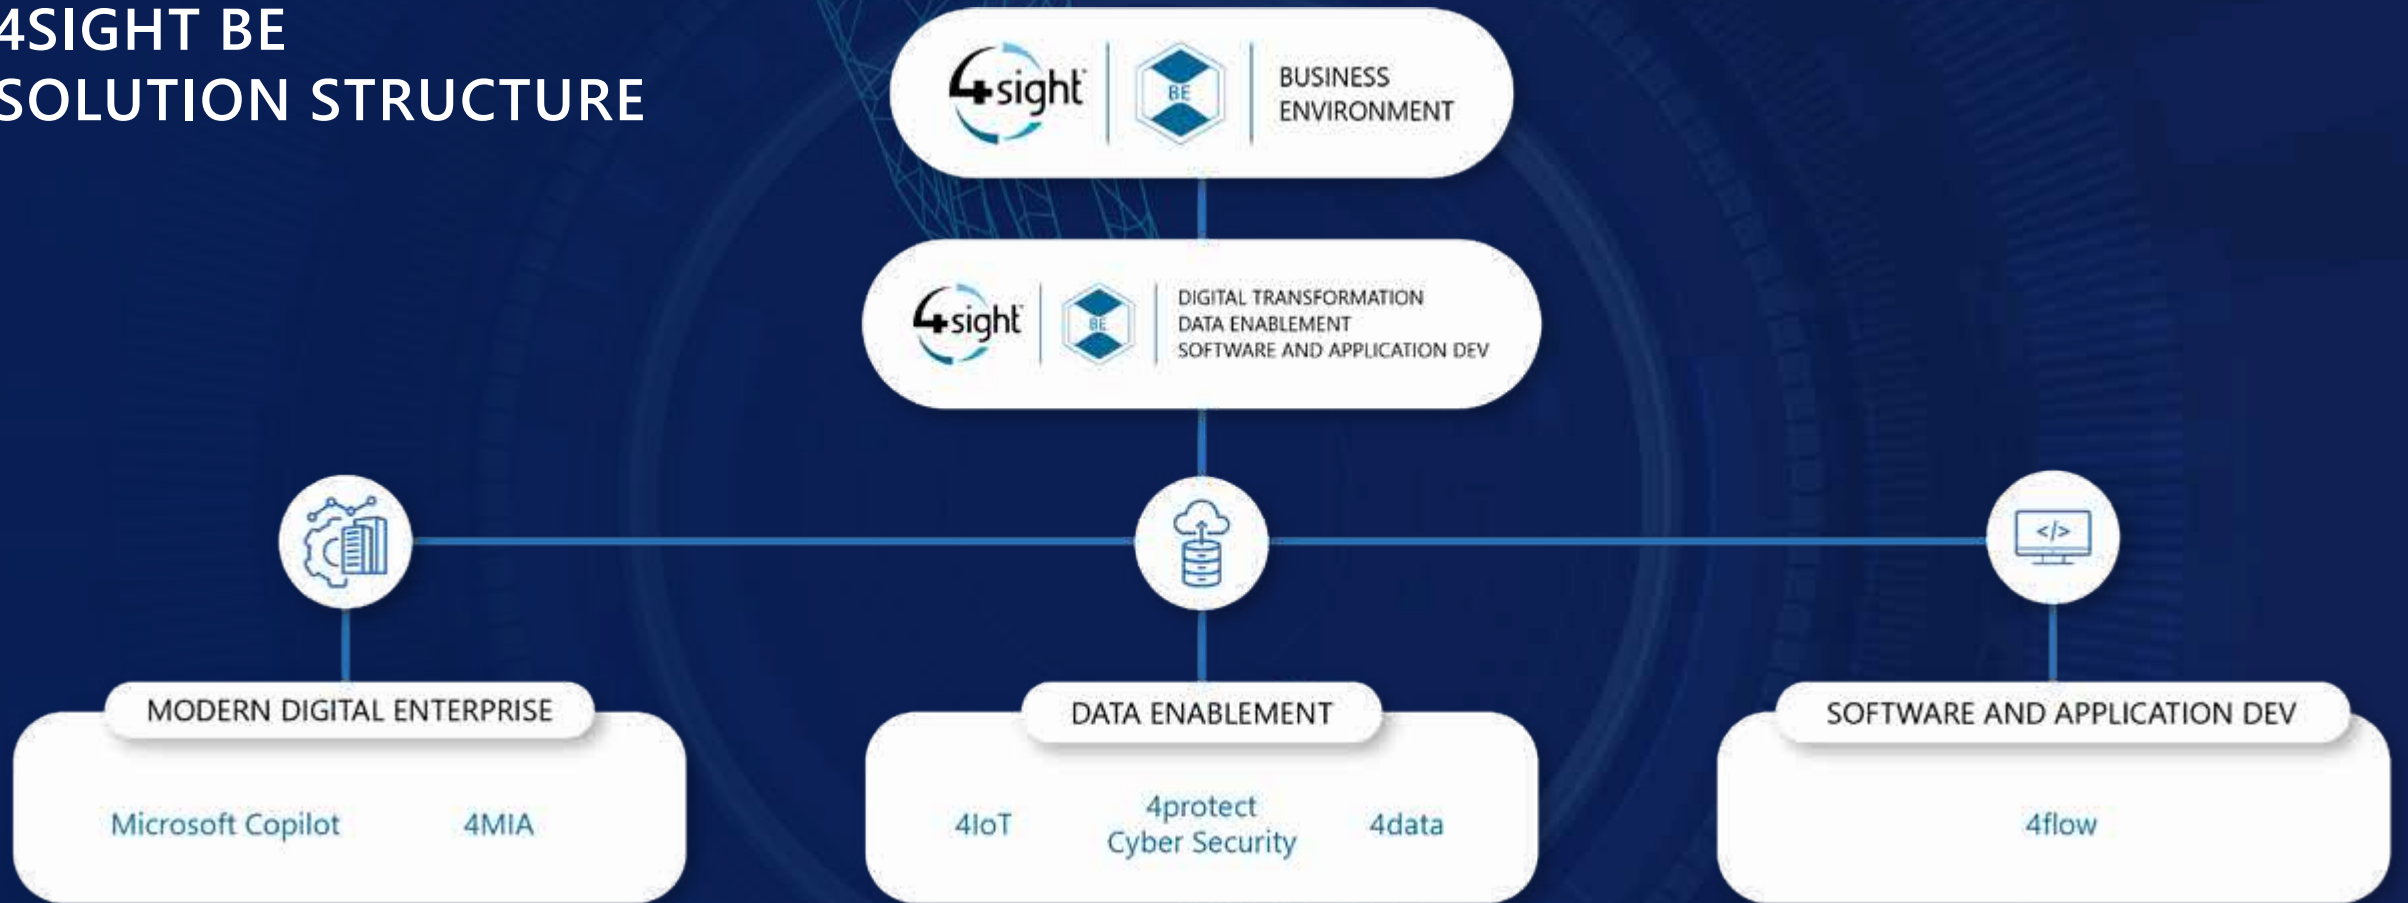 4SIGHT BE
SOLUTION STRUCTURE
4sight
BE
BUSINESS
ENVIRONMENT
4sight
BE
DIGITAL TRANSFORMATION
DATA ENABLEMENT
SOFTWARE AND APPLICATION DEV
</>
MODERN DIGITAL ENTERPRISE
Microsoft Copilot
4MIA
DATA ENABLEMENT
4IoT
4protect
Cyber Security
4data
SOFTWARE AND APPLICATION DEV
4flow